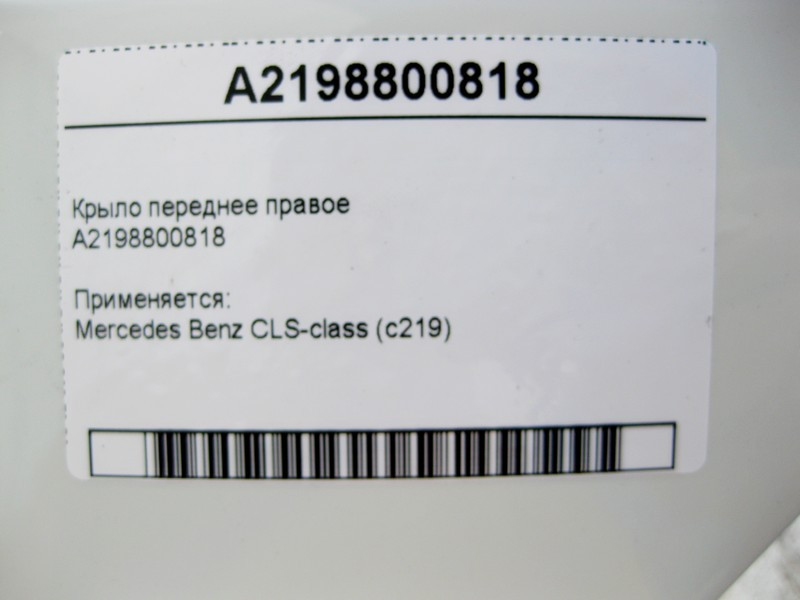 A2198800818
Крыло переднее правое
A2198800818
Применяется:
Mercedes Benz CLS-class (c219)